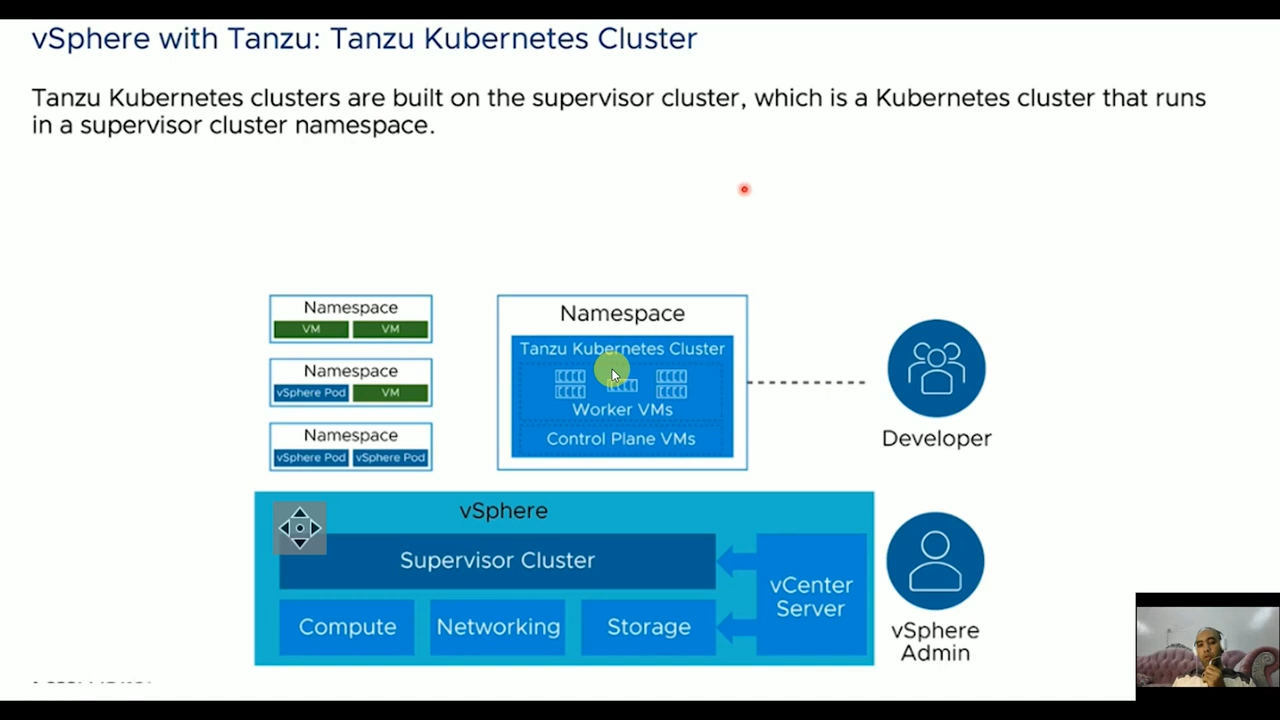 vSphere with Tanzu: Tanzu Kubernetes Cluster
Tanzu Kubernetes clusters are built on the supervisor cluster, which is a Kubernetes cluster that runs
in a supervisor cluster namespace.
Namespace
VM VM
Namespace
vSphere Pod VM
Namespace
vSphere Pod vSphere Pod
Namespace
Tanzu Kubernetes Cluster
Worker VMs
Control Plane VMs
Developer
vSphere
Supervisor Cluster
Compute Networking Storage
vCenter
Server
vSphere
Admin